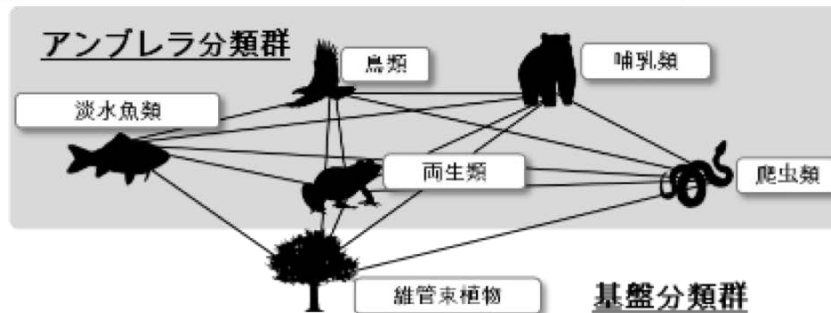 アンブレラ分類群
鳥類
哺乳類
淡水魚類
両生類
爬虫類
維管束植物
基盤分類群